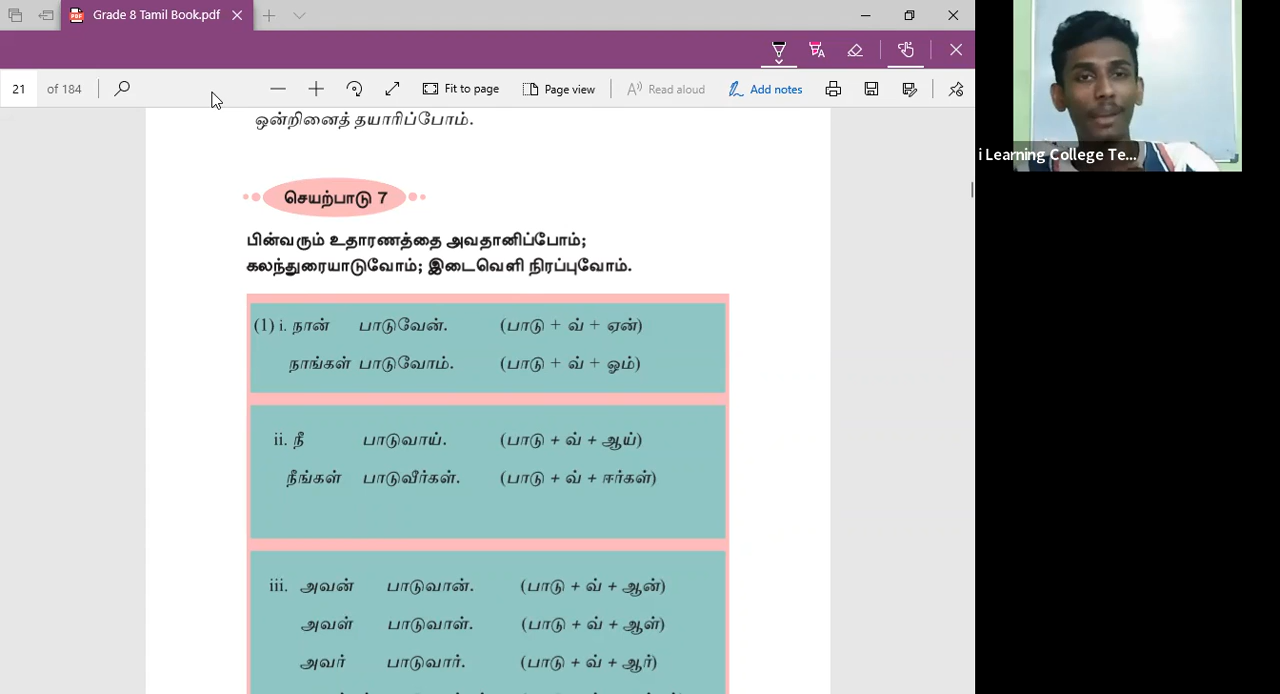 Grade 8 Tamil Book.pdf
21 of 184 Fit to page Page view Read aloud Add notes
ஒன்றினைத் தயாரிப்போம்.
செயற்பாடு 7
பின்வரும் உதாரணத்தை அவதானிப்போம்;
கலந்துரையாடுவோம்; இடைவெளி நிரப்புவோம்.
(1) i. நான் பாடுவேன். (பாடு + வ் + ஏன்)
நாங்கள் பாடுவோம். (பாடு + வ் + ஓம்)
ii. நீ பாடுவாய். (பாடு + வ் + ஆய்)
நீங்கள் பாடுவீர்கள். (பாடு + வ் + ஈர்கள்)
iii. அவன் பாடுவான். (பாடு + வ் + ஆன்)
அவள் பாடுவாள். (பாடு + வ் + ஆள்)
அவர் பாடுவார். (பாடு + வ் + ஆர்)
i Learning College Te...